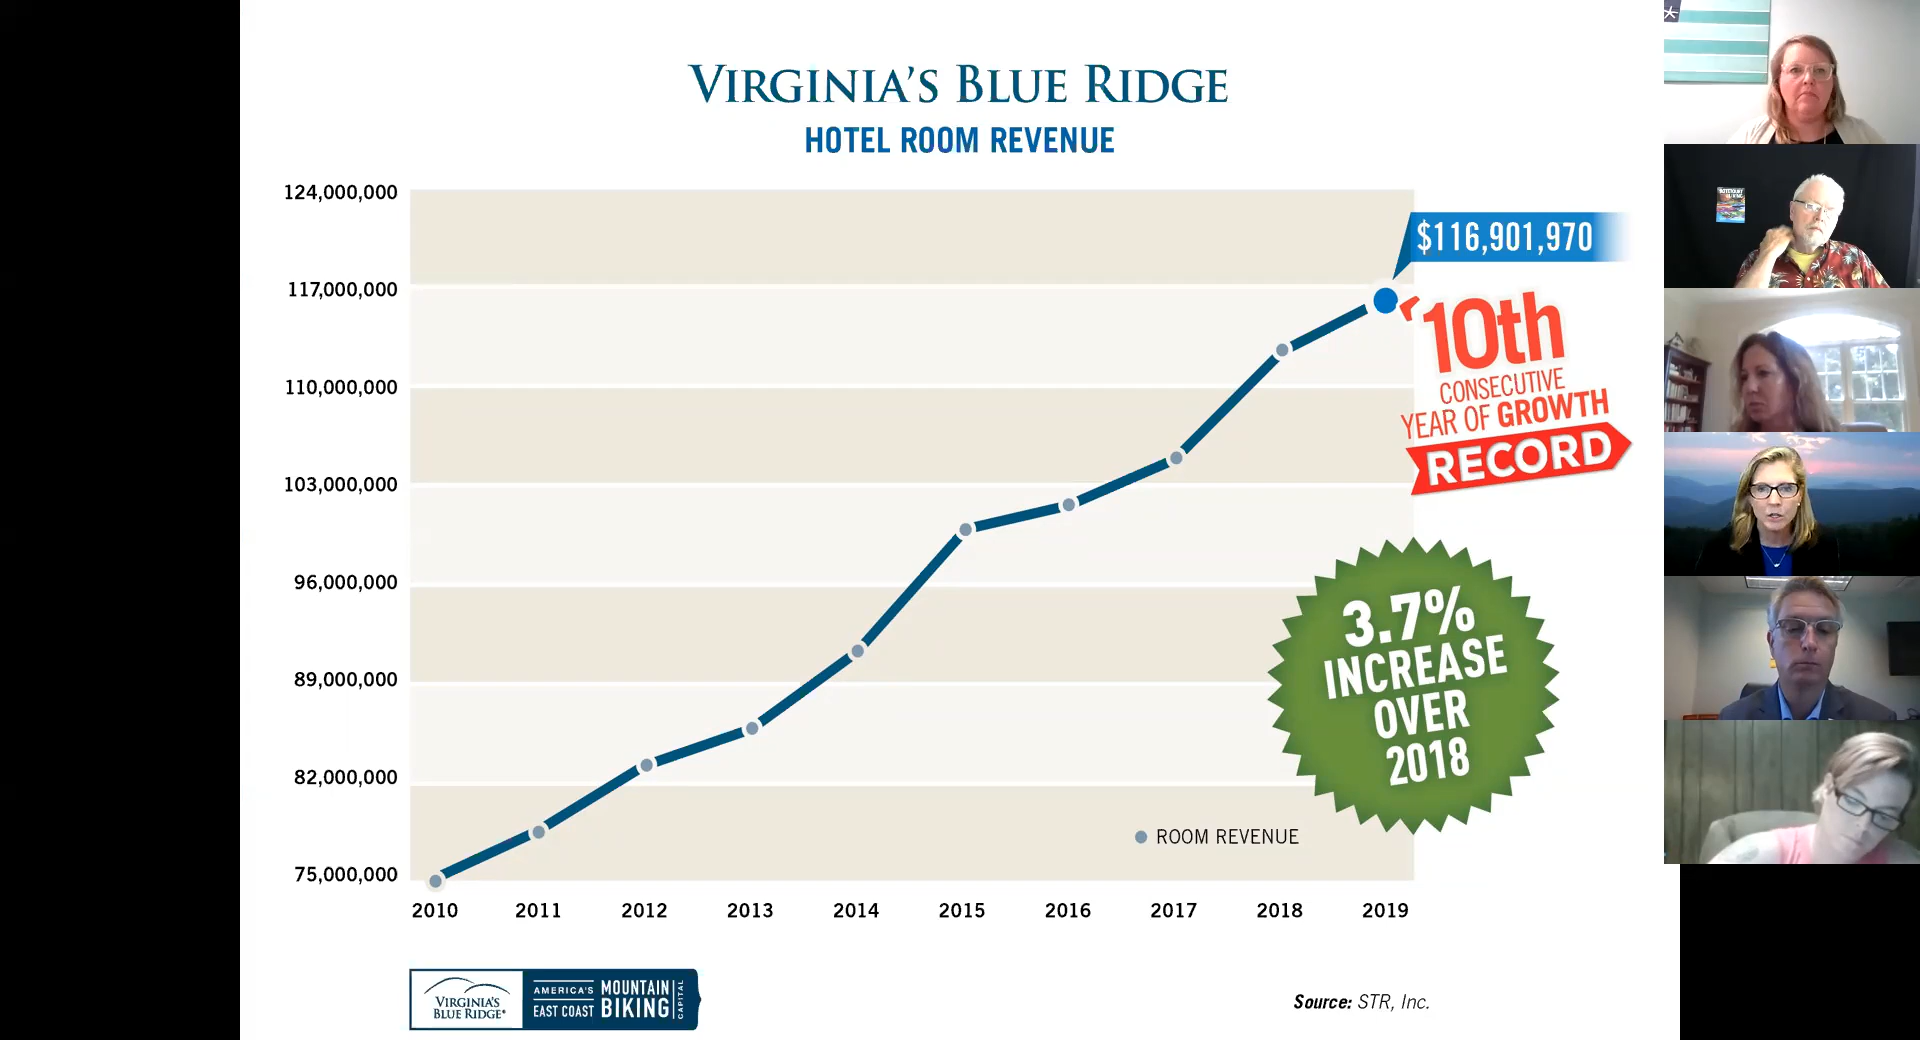 VIRGINIA'S BLUE RIDGE
HOTEL ROOM REVENUE
124,000,000
117,000,000
110,000,000
103,000,000
96,000,000
89,000,000
82,000,000
75,000,000
$116,901,970
10th
CONSECUTIVE
YEAR OF GROWTH
RECORD
3.7%
INCREASE
OVER
2018
ROOM REVENUE
2010 2011 2012 2013 2014 2015 2016 2017 2018 2019
VIRGINIA'S
BLUE RIDGE®
AMERICA'S
EAST COAST
MOUNTAIN
BIKING
CAPITAL
Source: STR, Inc.